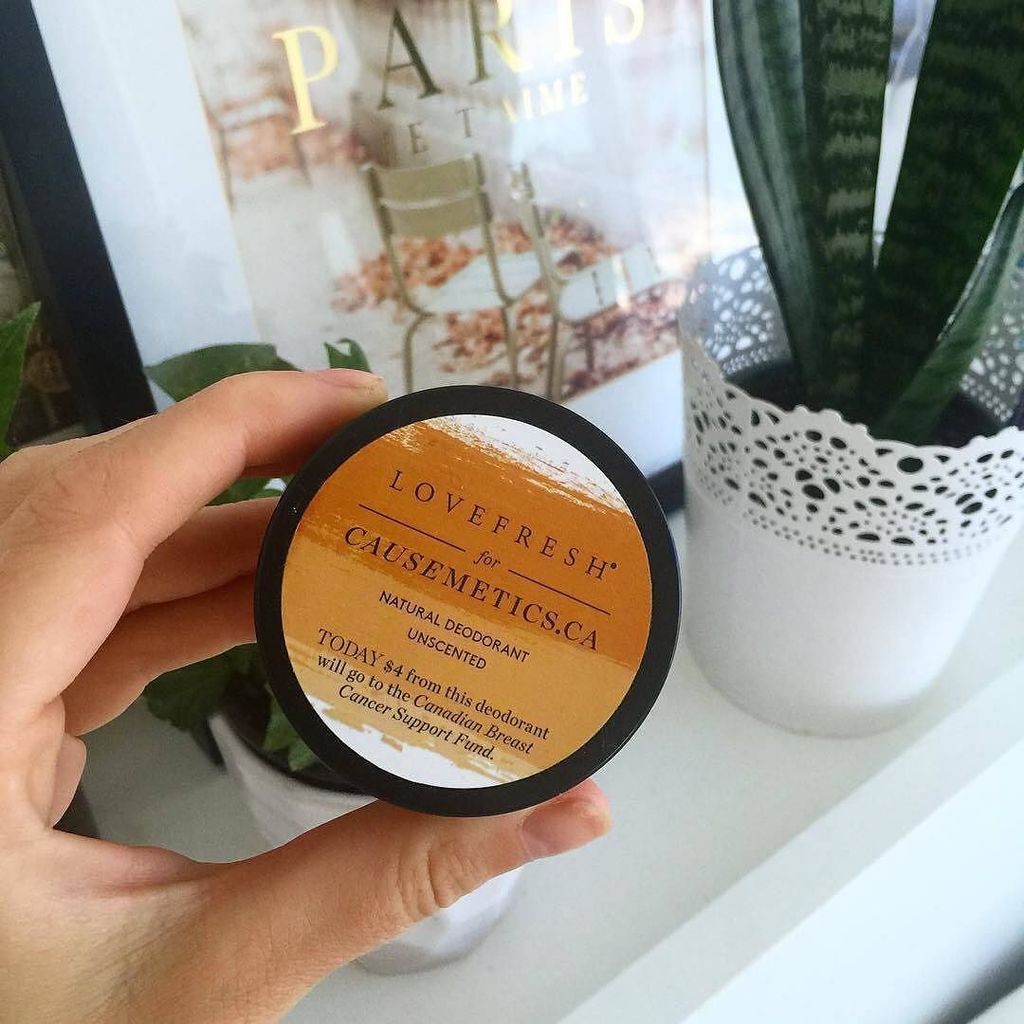 PARIS
ET
AIME
LOVEFRESH
for
CAUSEMETICS.CA
NATURAL DEODORANT
UNSCENTED
TODAY $4 from this deodorant
will go to the Canadian Breast
Cancer Support Fund.